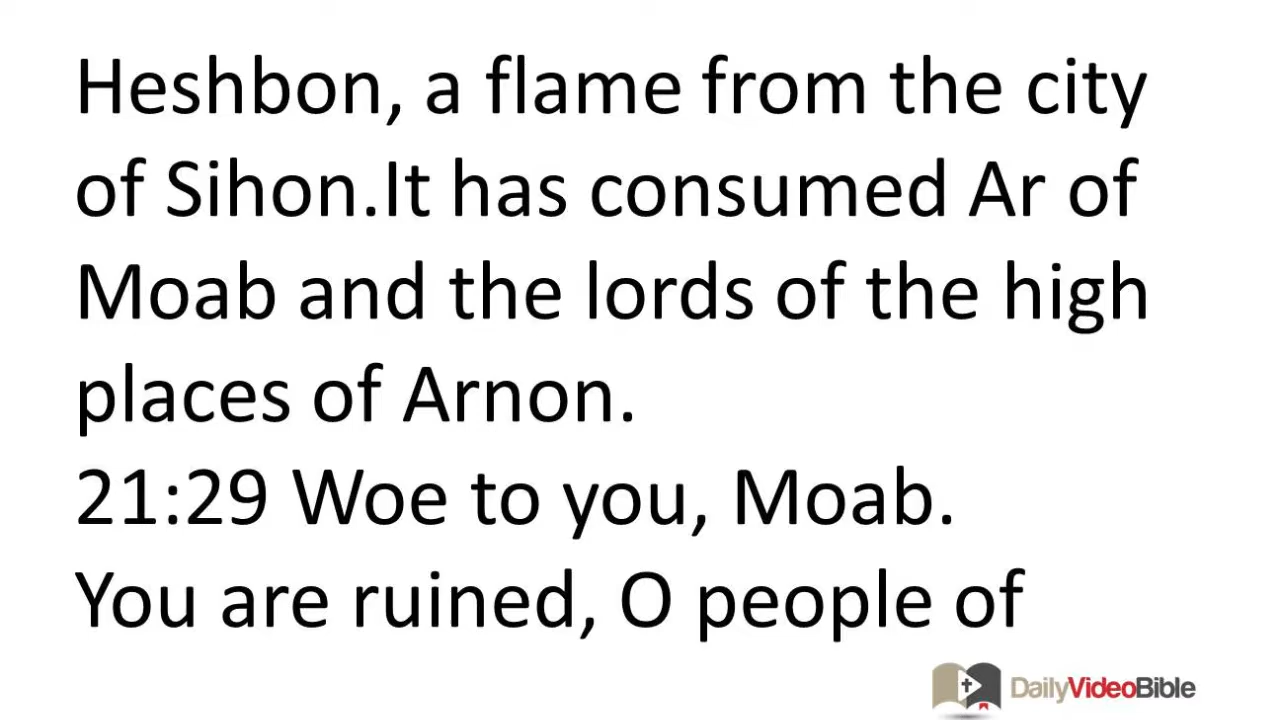 Heshbon, a flame from the city
of Sihon.It has consumed Ar of
Moab and the lords of the high
places of Arnon.
21:29 Woe to you, Moab.
You are ruined, O people of
DailyVideoBible